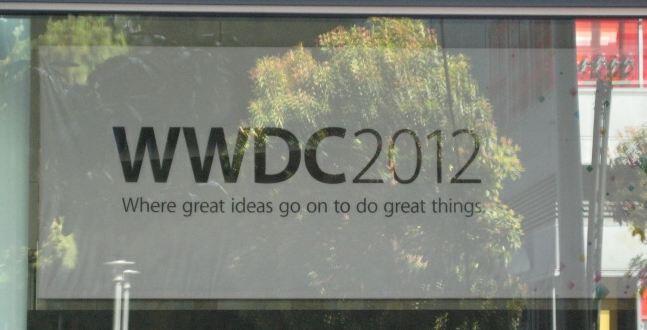 WWDC2012
Where great ideas go on to do great things.